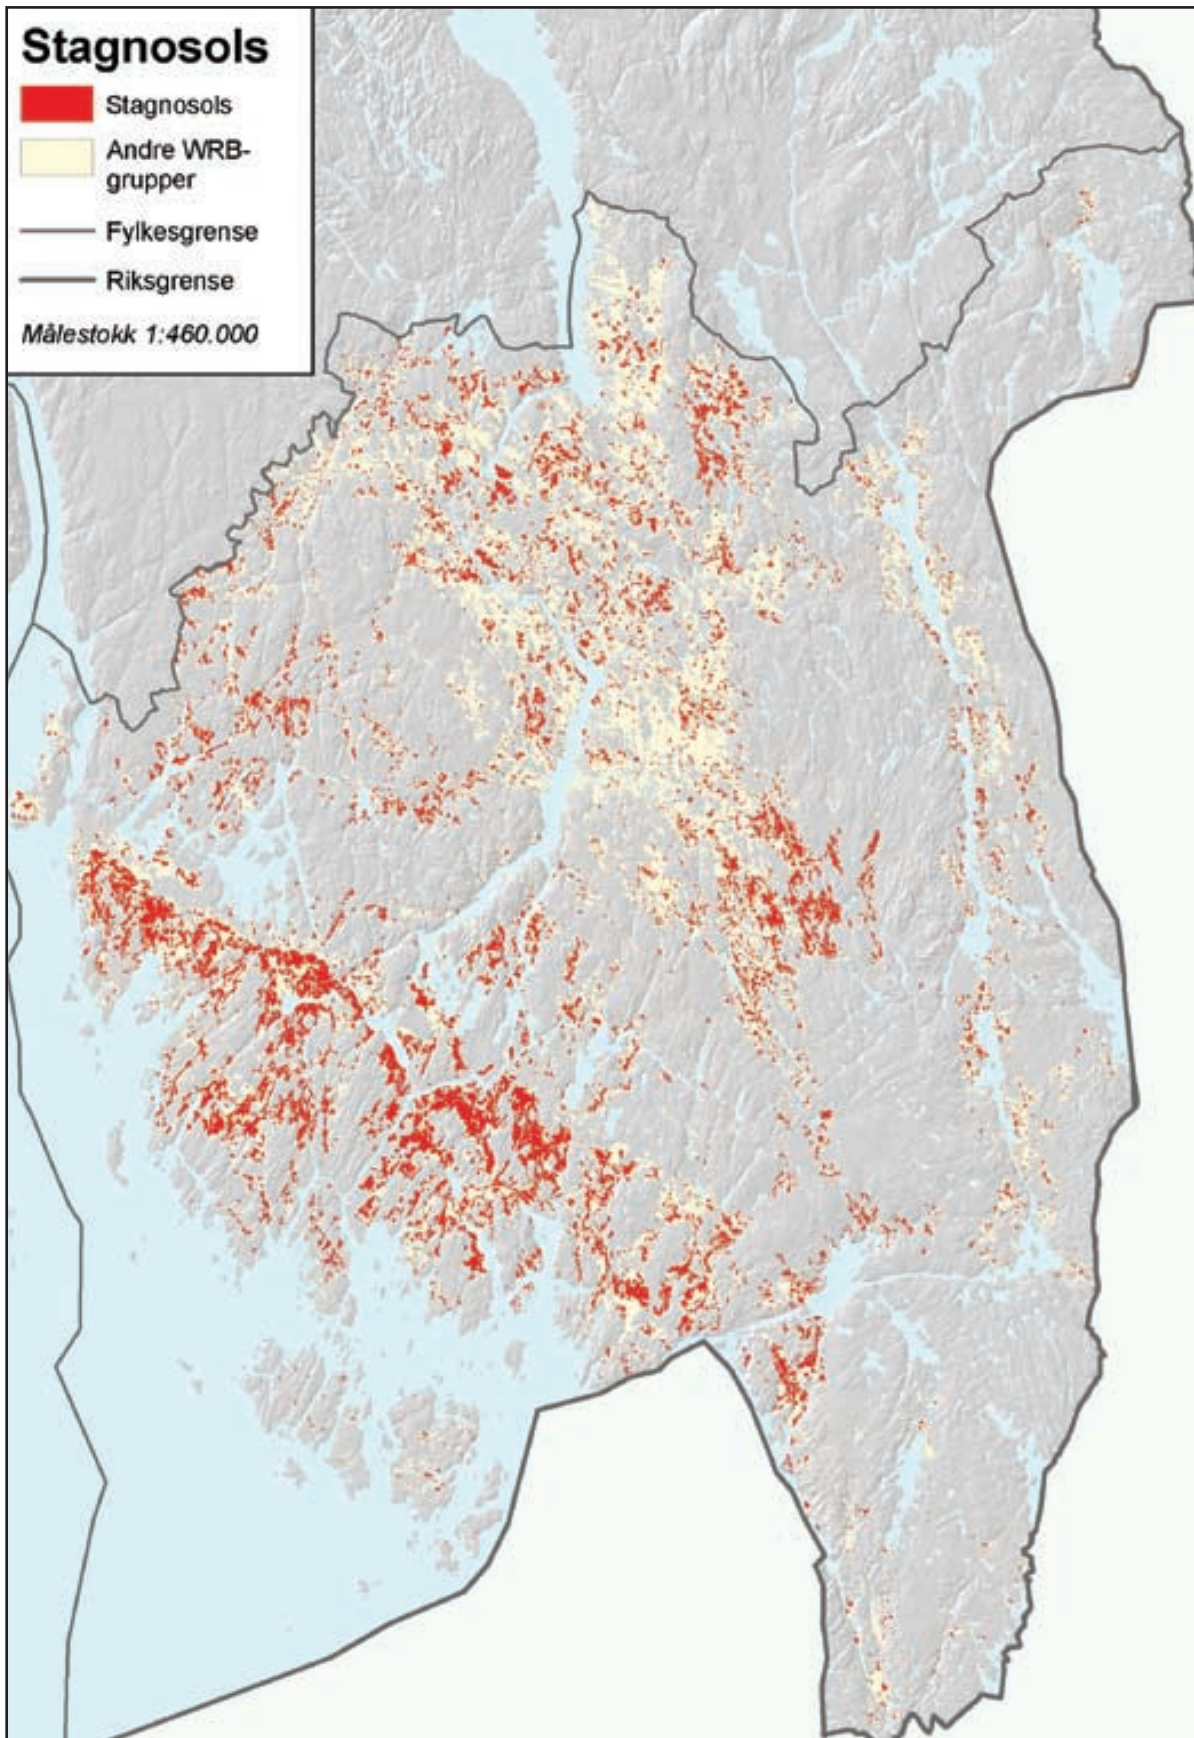 Stagnosols
Stagnosols
Andre WRB-
grupper
Fylkesgrense
Riksgrense
Målestokk 1:460.000